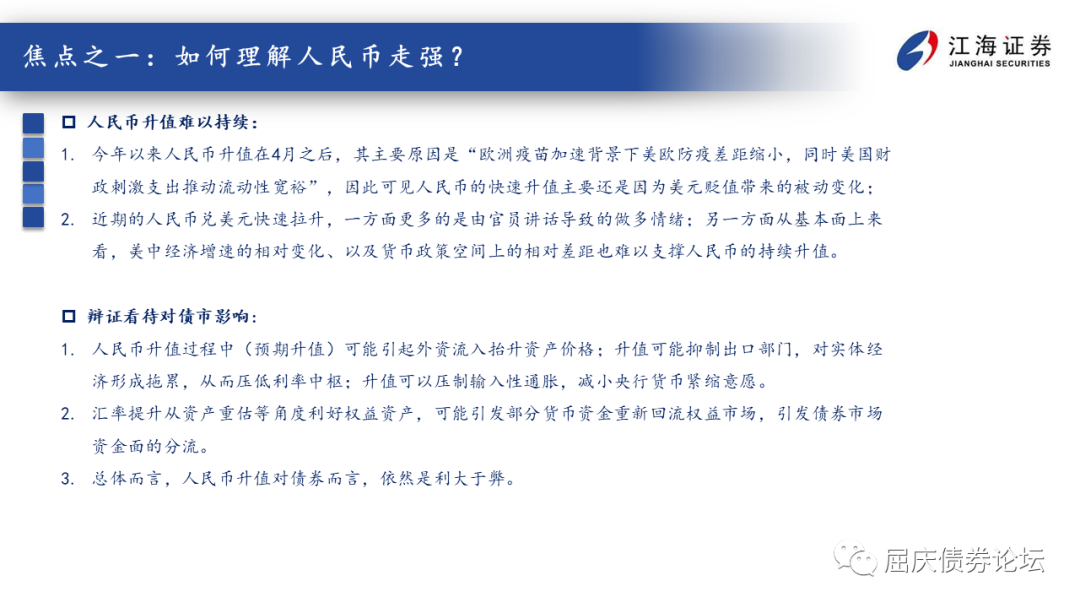 焦点之一：如何理解人民币走强？
江海证券
JIANGHAI SECURITIES
人民币升值难以持续：
1. 今年以来人民币升值在4月之后，其主要原因是“欧洲疫苗加速背景下美欧防疫差距缩小，同时美国财
政刺激支出推动流动性宽裕”，因此可见人民币的快速升值主要还是因为美元贬值带来的被动变化；
2. 近期的人民币兑美元快速拉升，一方面更多的是由官员讲话导致的做多情绪；另一方面从基本面上来
看，美中经济增速的相对变化、以及货币政策空间上的相对差距也难以支撑人民币的持续升值。
辩证看待对债市影响：
1. 人民币升值过程中（预期升值）可能引起外资流入抬升资产价格；升值可能抑制出口部门，对实体经
济形成拖累，从而压低利率中枢；升值可以压制输入性通胀，减小央行货币紧缩意愿。
2. 汇率提升从资产重估等角度利好权益资产，可能引发部分货币资金重新回流权益市场，引发债券市场
资金面的分流。
3. 总体而言，人民币升值对债券而言，依然是利大于弊。
屈庆债券论坛